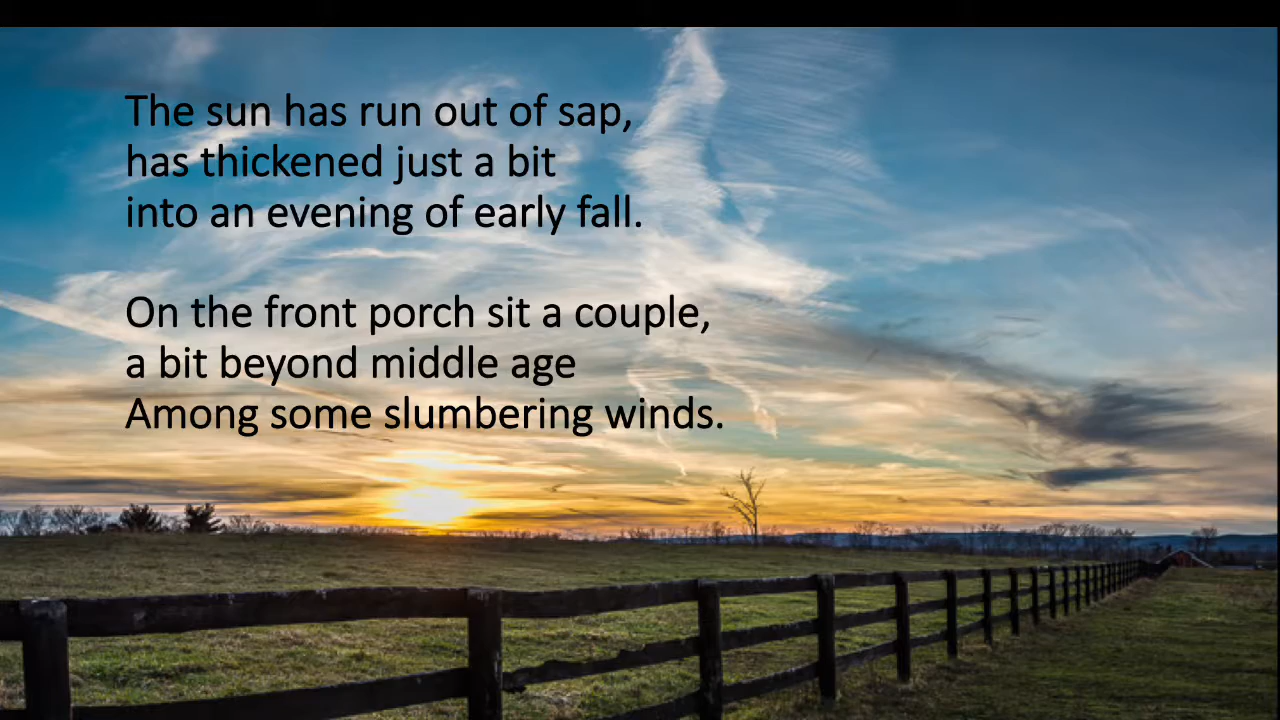 The sun has run out of sap,
has thickened just a bit
into an evening of early fall.
On the front porch sit a couple,
a bit beyond middle age
Among some slumbering winds.